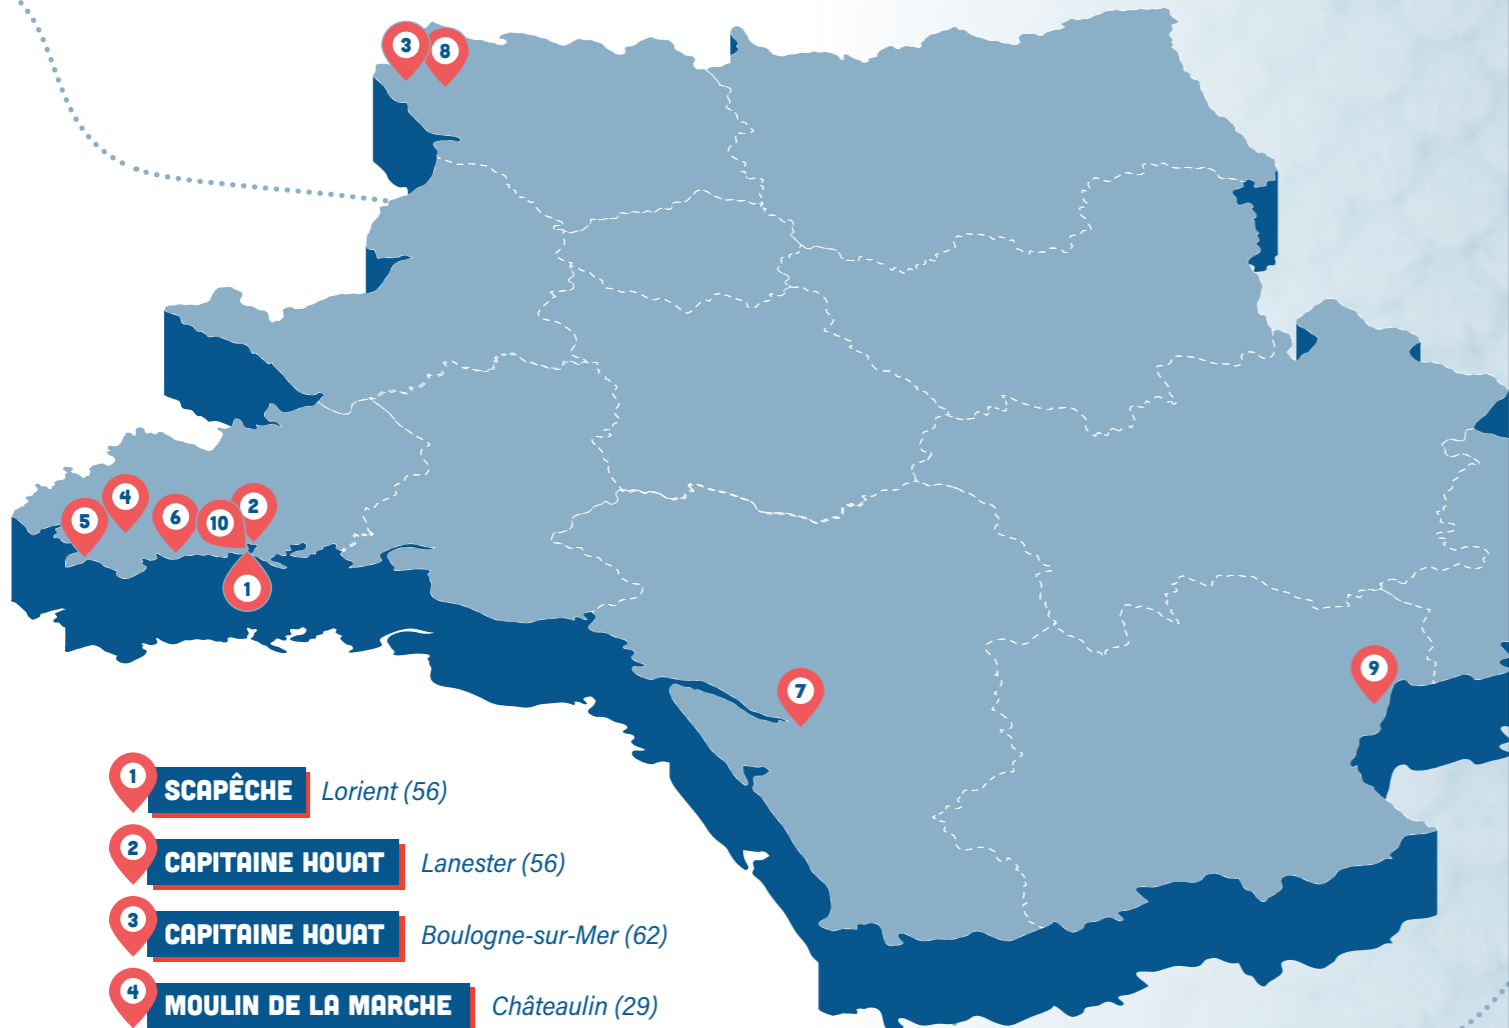 3 8
5 4 6 10 2
1
7
9
1 SCAPÊCHE Lorient (56)
2 CAPITAINE HOUAT Lanester (56)
3 CAPITAINE HOUAT Boulogne-sur-Mer (62)
4 MOULIN DE LA MARCHE Châteaulin (29)